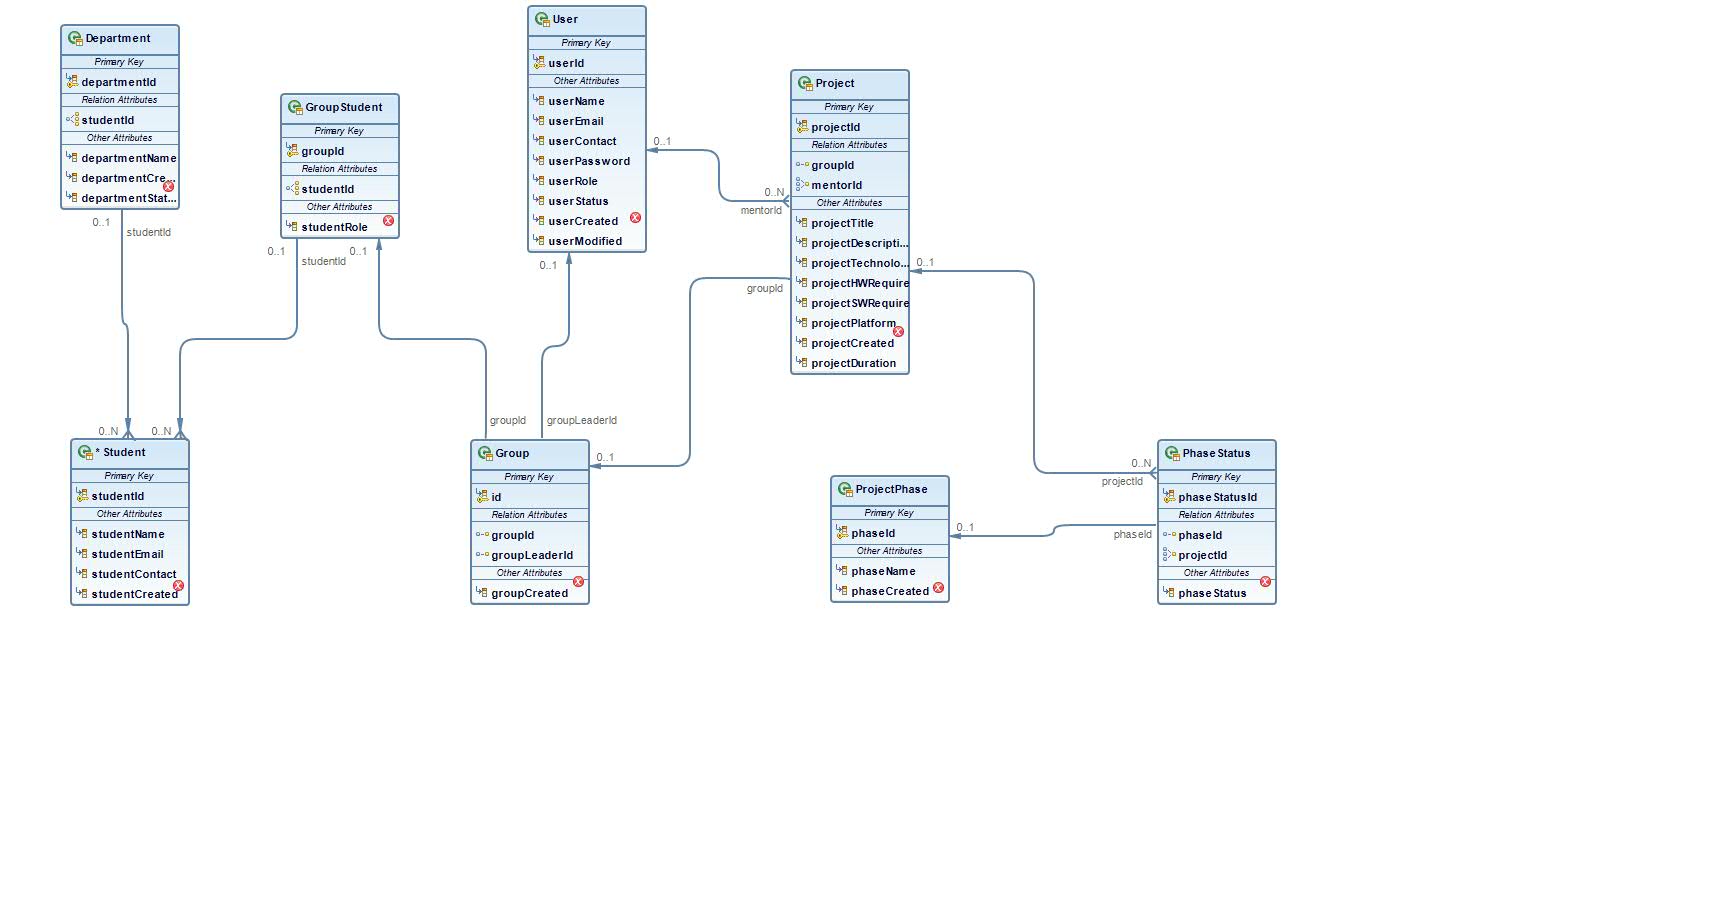 Department
Primary Key
departmentId
Relation Attributes
studentId
Other Attributes
departmentName
departmentCre...
departmentStat...
0..1
studentId
GroupStudent
Primary Key
groupId
Relation Attributes
studentId
Other Attributes
studentRole
0..1
studentId
0..1
User
Primary Key
userId
Other Attributes
userName
userEmail
userContact
userPassword
userRole
userStatus
userCreated
userModified
0..1
0..1
Project
Primary Key
projectId
Relation Attributes
groupId
mentorId
Other Attributes
projectTitle
projectDescripti...
projectTechnolo...
projectHWRequire
projectSWRequire
projectPlatform
projectCreated
projectDuration
0..N
mentorId
groupId
0..1
0..N
0..N
* Student
Primary Key
studentId
Other Attributes
studentName
studentEmail
studentContact
studentCreated
groupId
groupLeaderId
Group
0..1
Primary Key
id
Relation Attributes
groupId
groupLeaderId
Other Attributes
groupCreated
ProjectPhase
Primary Key
phaseId
Other Attributes
phaseName
phaseCreated
0..1
0..N
projectId
phaseId
PhaseStatus
Primary Key
phaseStatusId
Relation Attributes
phaseId
projectId
Other Attributes
phaseStatus